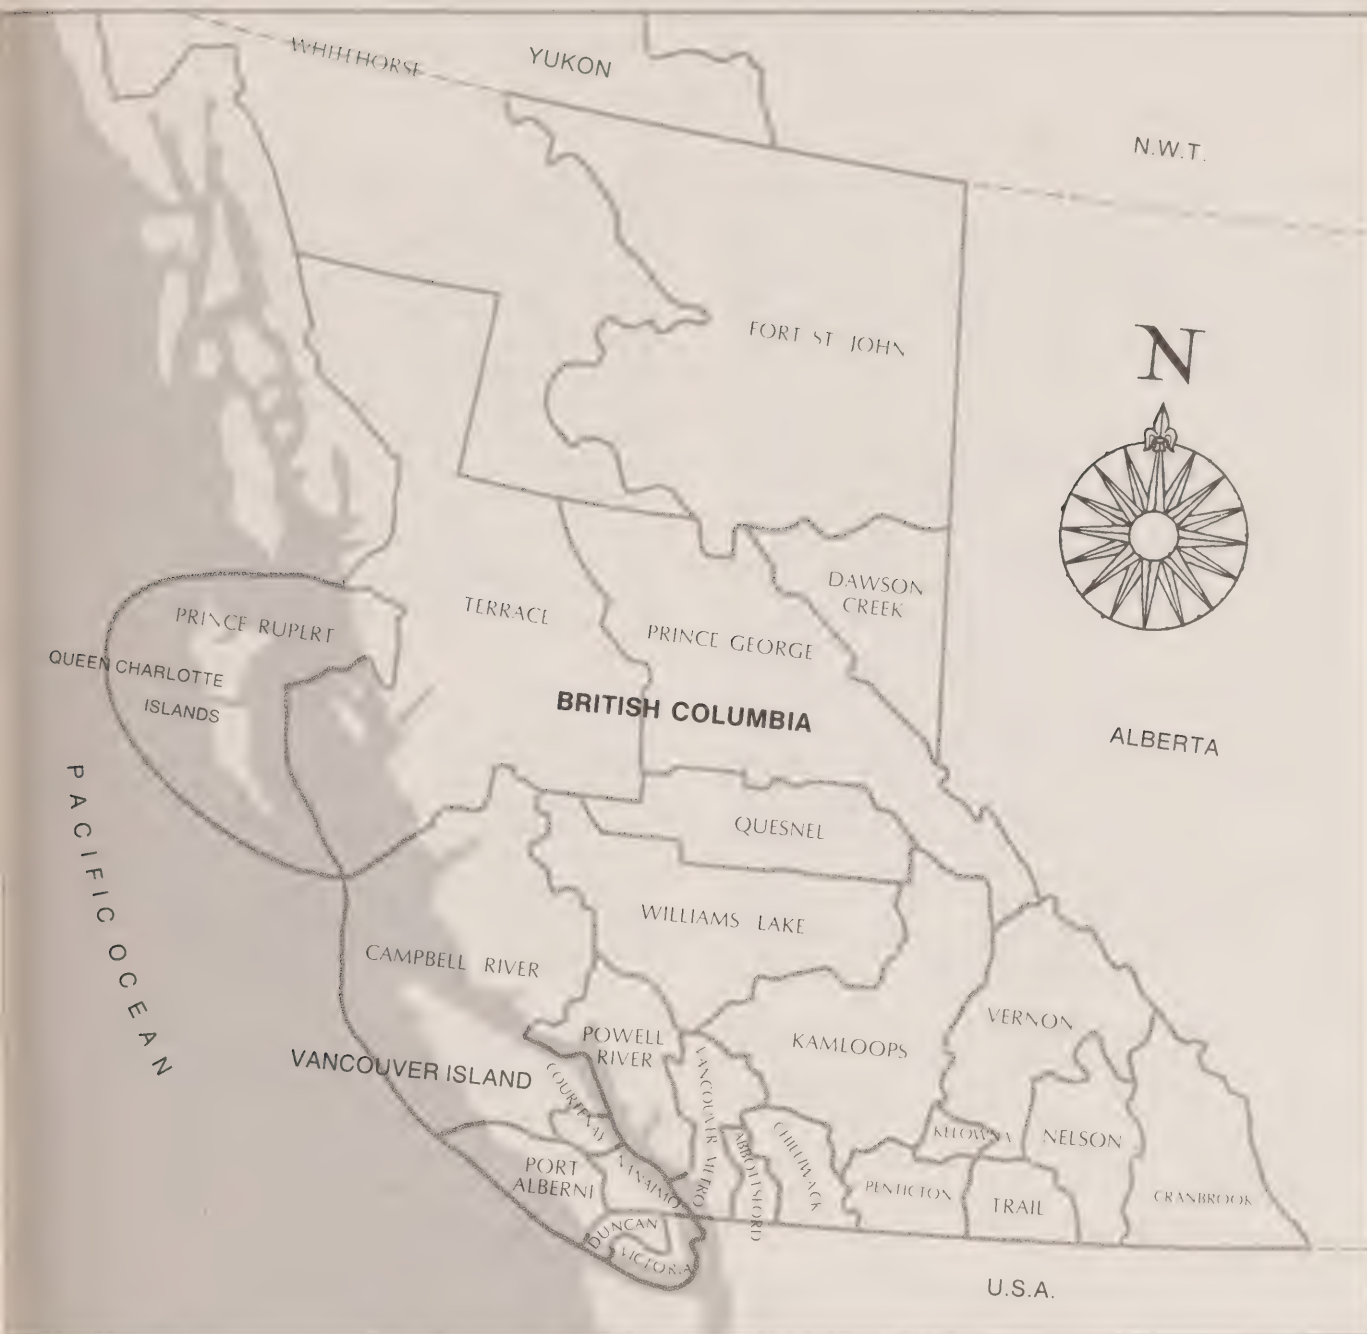 WHITEHORSE
YUKON
N.W.T.
FORT ST JOHN
N
DAWSON
CREEK
PRINCE RUPERT
TERRACE
PRINCE GEORGE
QUEEN CHARLOTTE
ISLANDS
BRITISH COLUMBIA
ALBERTA
PACIFIC OCEAN
QUESNEL
WILLIAMS LAKE
CAMPBELL RIVER
VERNON
POWELL
RIVER
KAMLOOPS
VANCOUVER ISLAND
COURTENAY
VANCOUVER METRO
ABBOTSFORD
CHILLIWACK
KELOWNA
NELSON
PORT
ALBERNI
NANAIMO
PENTICTON
TRAIL
CRANBROOK
DUNCAN
VICTORIA
U.S.A.